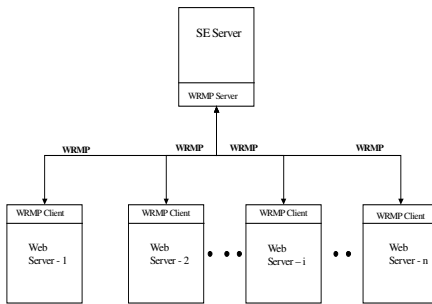 SE Server
WRMP Server
WRMP
WRMP
WRMP
WRMP
WRMP Client
WRMP Client
WRMP Client
WRMP Client
Web
Server - 1
Web
Server - 2
Web
Server – i
Web
Server - n